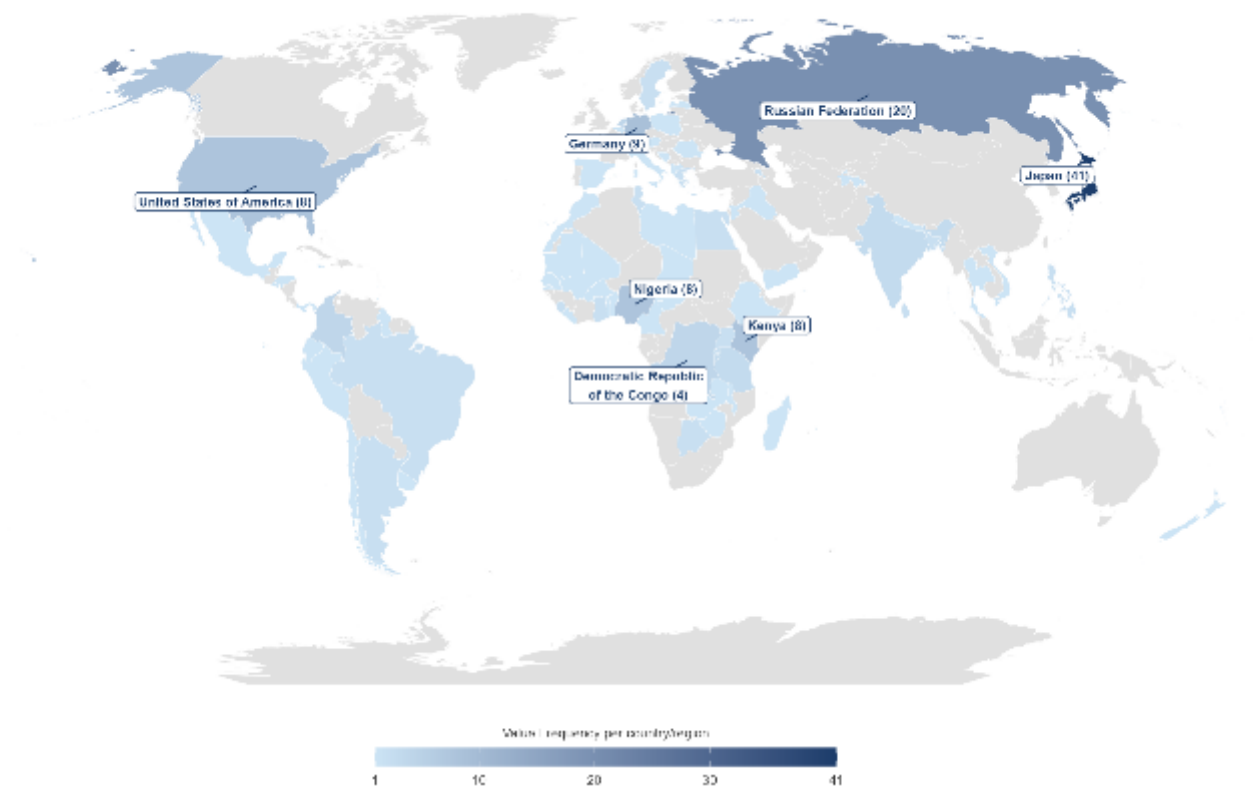 Russian Federation (20)
Germany (9)
Japan (41)
United States of America (8)
Nigeria (8)
Kenya (8)
Democratic Republic
of the Congo (4)
Value Frequency per country/region
1 10 20 30 41